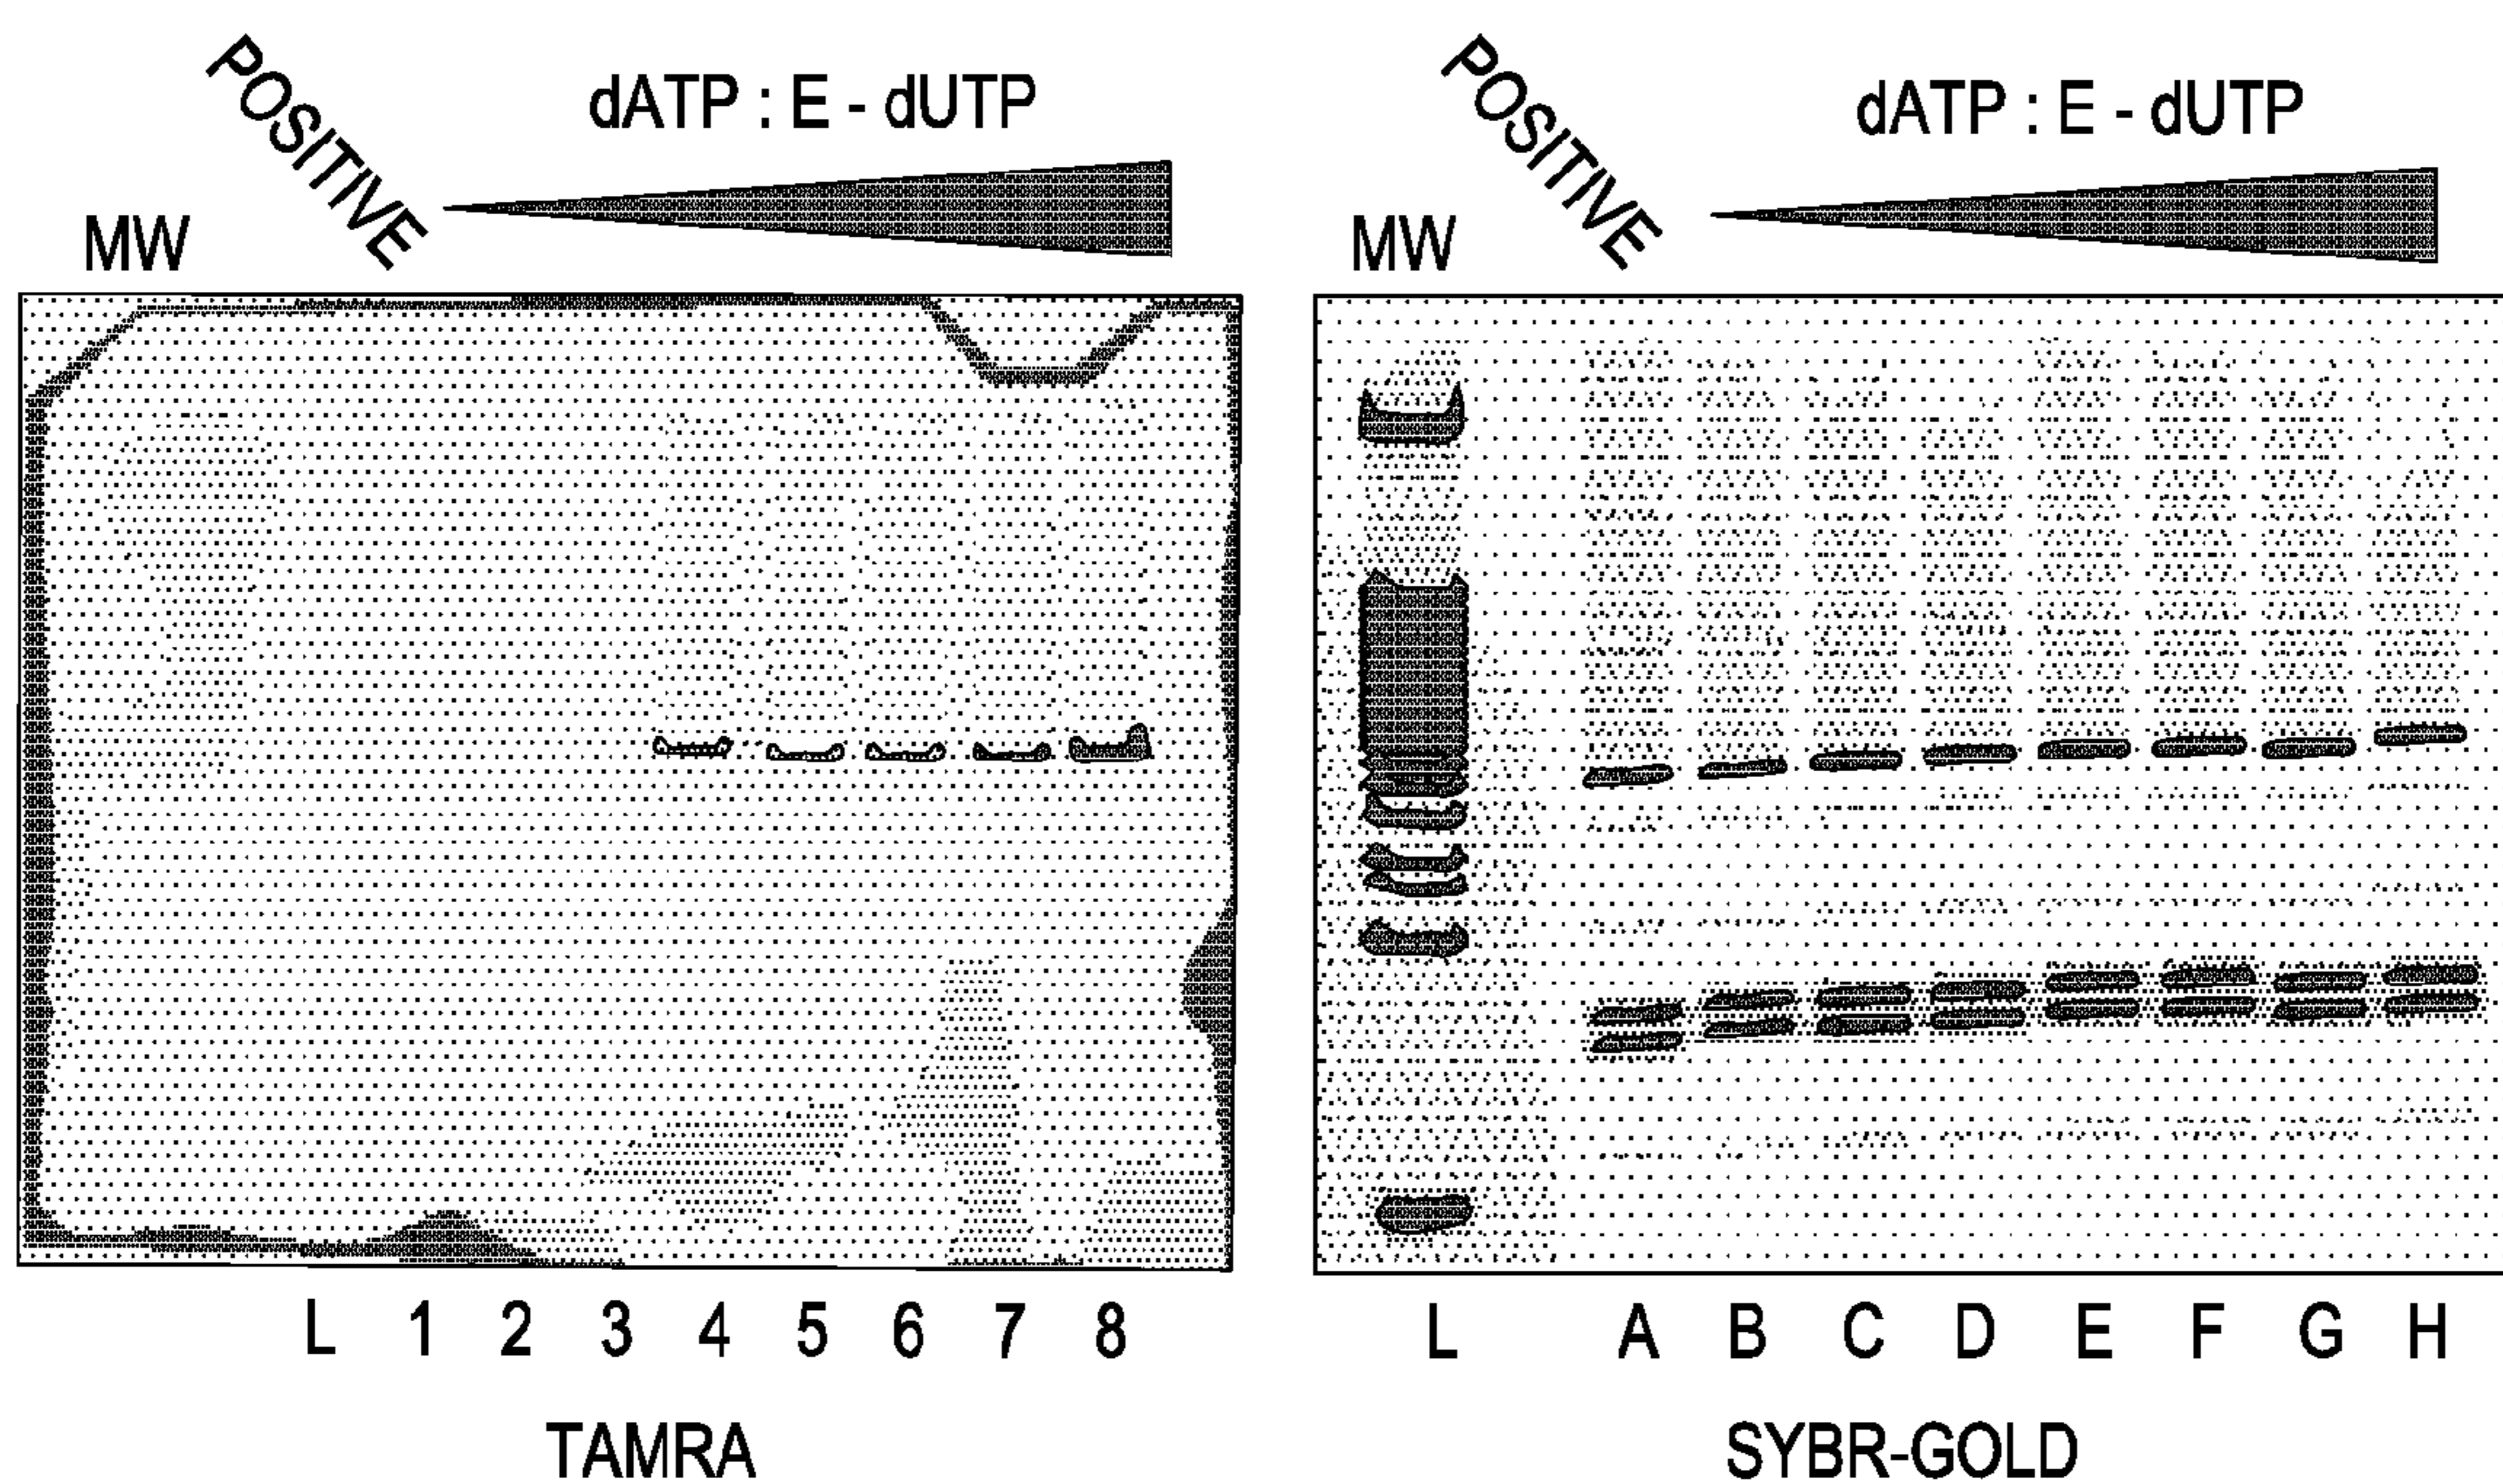 POSITIVE
dATP : E - dUTP
MW
L 1 2 3 4 5 6 7 8
TAMRA
POSITIVE
dATP : E - dUTP
MW
L A B C D E F G H
SYBR-GOLD